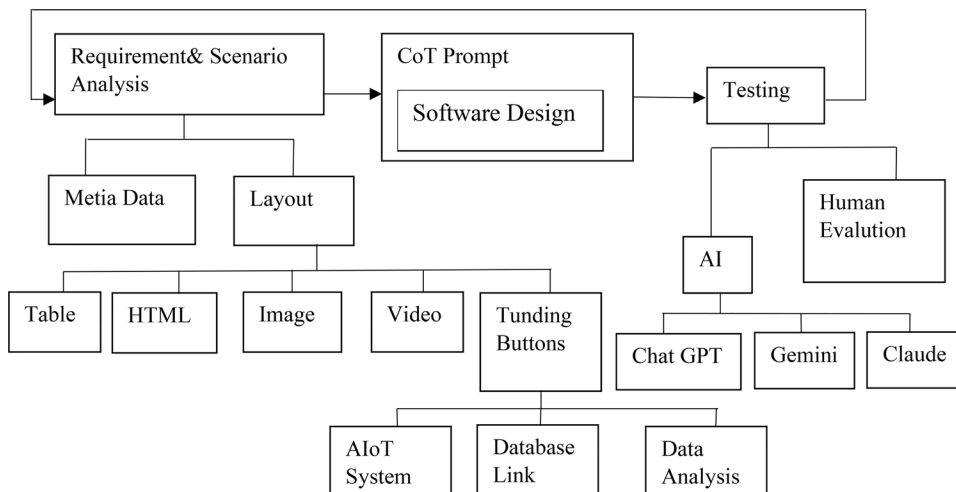 Requirement& Scenario
Analysis
CoT Prompt
Software Design
Testing
Metia Data
Layout
Human
Evalution
AI
Table
HTML
Image
Video
Tunding
Buttons
Chat GPT
Gemini
Claude
AIoT
System
Database
Link
Data
Analysis